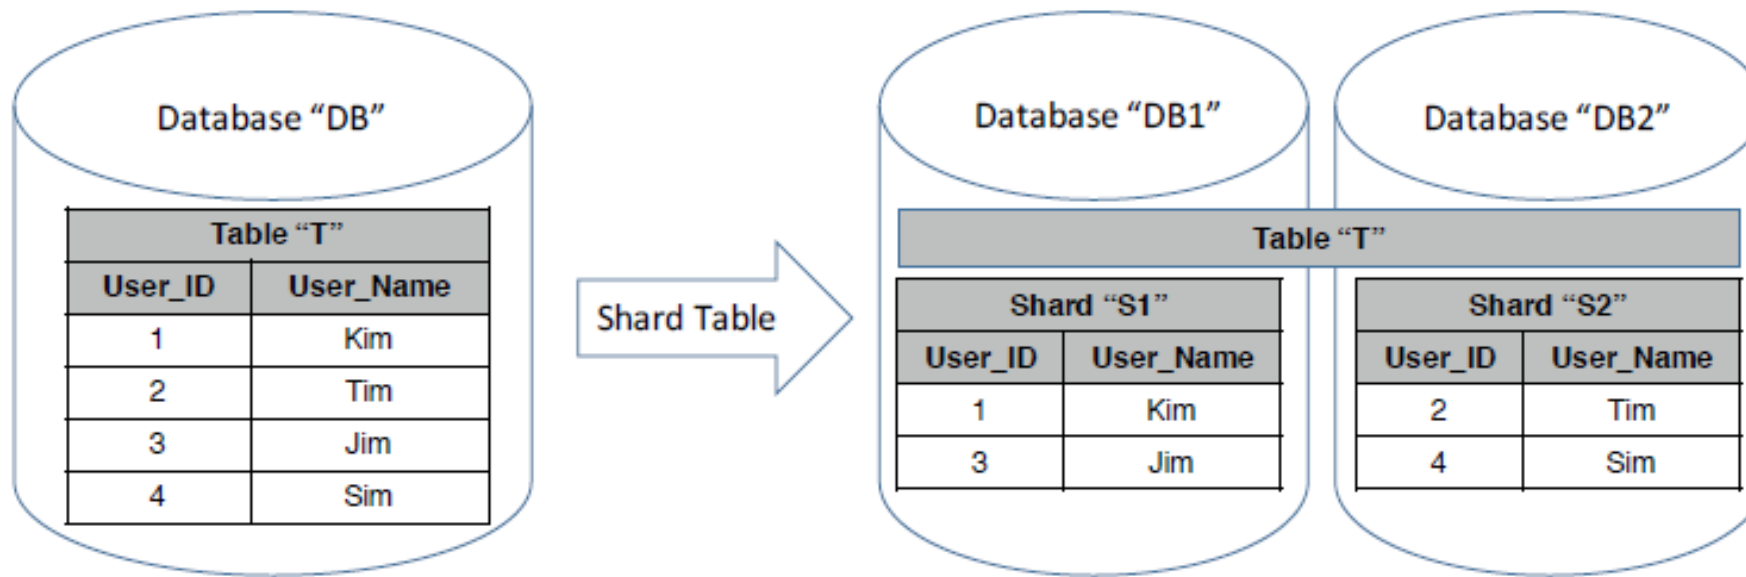 Database “DB”
Table “T”
User_ID User_Name
1 Kim
2 Tim
3 Jim
4 Sim
Shard Table
Database “DB1”
Database “DB2”
Table “T”
Shard “S1”
User_ID User_Name
1 Kim
3 Jim
Shard “S2”
User_ID User_Name
2 Tim
4 Sim